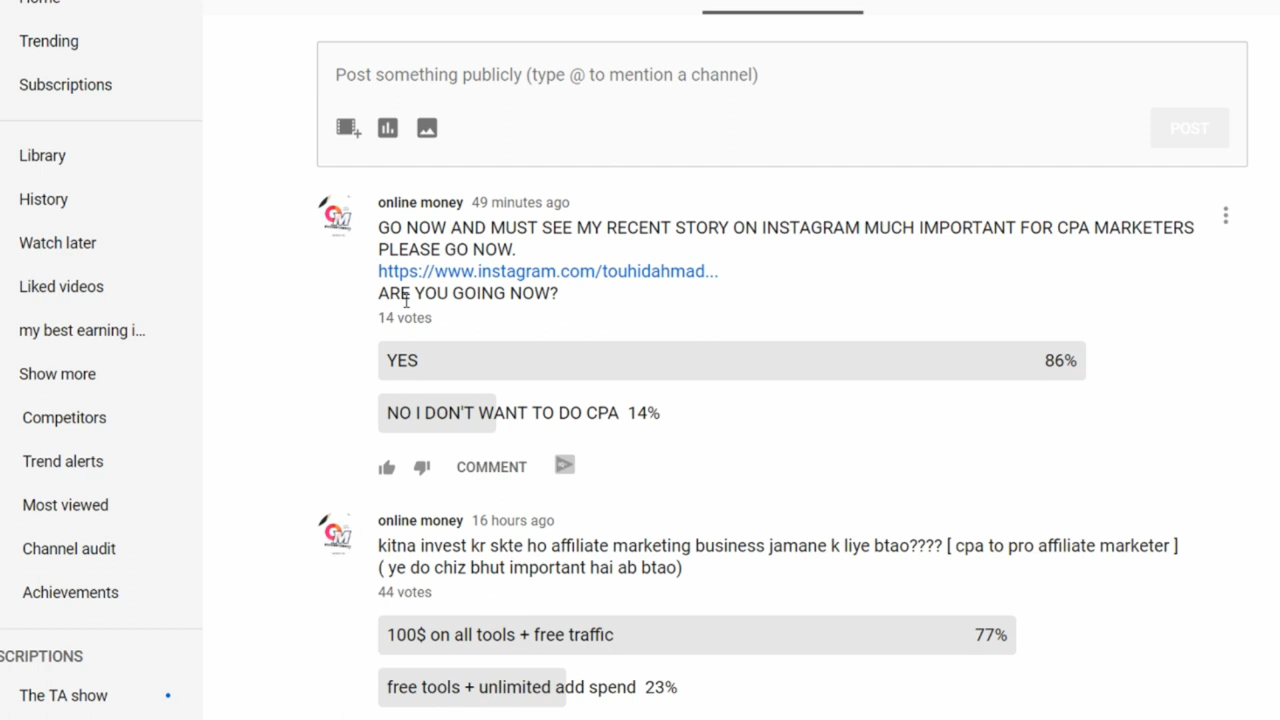 Home
Trending
Subscriptions
Library
History
Watch later
Liked videos
my best earning i...
Show more
Competitors
Trend alerts
Most viewed
Channel audit
Achievements
SCRIPTIONS
The TA show
Post something publicly (type @ to mention a channel)
POST
online money 49 minutes ago
GO NOW AND MUST SEE MY RECENT STORY ON INSTAGRAM MUCH IMPORTANT FOR CPA MARKETERS
PLEASE GO NOW.
https://www.instagram.com/touhidahmad...
ARE YOU GOING NOW?
14 votes
YES 86%
NO I DON'T WANT TO DO CPA 14%
COMMENT
online money 16 hours ago
kitna invest kr skte ho affiliate marketing business jamane k liye btao???? [ cpa to pro affiliate marketer ]
( ye do chiz bhut important hai ab btao)
44 votes
100$ on all tools + free traffic 77%
free tools + unlimited add spend 23%